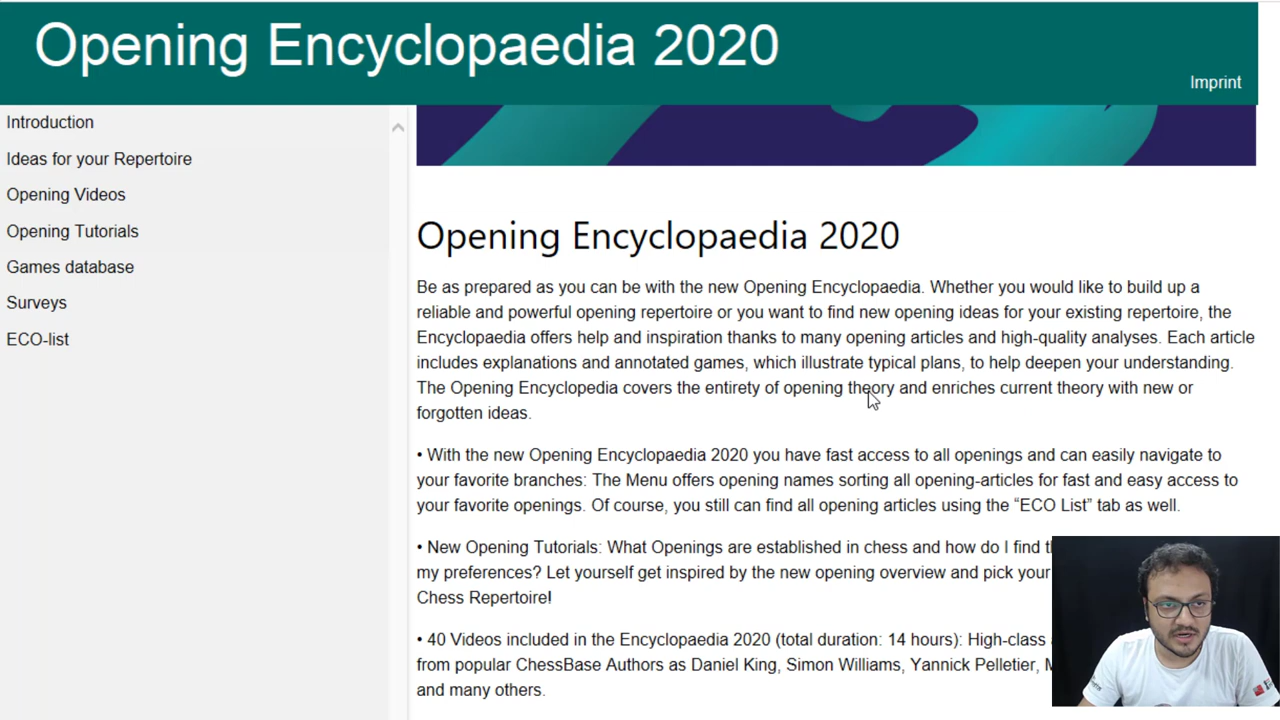 Opening Encyclopaedia 2020
Imprint
Introduction
Ideas for your Repertoire
Opening Videos
Opening Tutorials
Games database
Surveys
ECO-list
Opening Encyclopaedia 2020
Be as prepared as you can be with the new Opening Encyclopaedia. Whether you would like to build up a
reliable and powerful opening repertoire or you want to find new opening ideas for your existing repertoire, the
Encyclopaedia offers help and inspiration thanks to many opening articles and high-quality analyses. Each article
includes explanations and annotated games, which illustrate typical plans, to help deepen your understanding.
The Opening Encyclopedia covers the entirety of opening theory and enriches current theory with new or
forgotten ideas.
• With the new Opening Encyclopaedia 2020 you have fast access to all openings and can easily navigate to
your favorite branches: The Menu offers opening names sorting all opening-articles for fast and easy access to
your favorite openings. Of course, you still can find all opening articles using the “ECO List” tab as well.
• New Opening Tutorials: What Openings are established in chess and how do I find
my preferences? Let yourself get inspired by the new opening overview and pick your
Chess Repertoire!
• 40 Videos included in the Encyclopaedia 2020 (total duration: 14 hours): High-class
from popular ChessBase Authors as Daniel King, Simon Williams, Yannick Pelletier,
and many others.